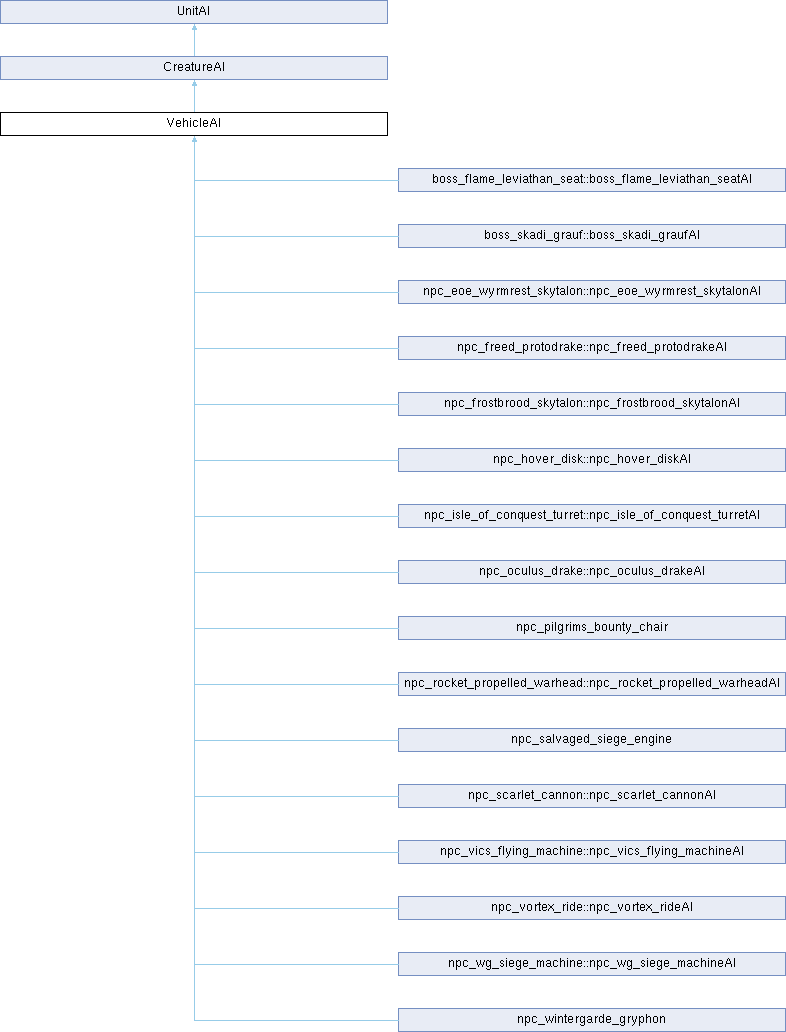 UnitAI
CreatureAI
VehicleAI
boss_flame_leviathan_seat::boss_flame_leviathan_seatAI
boss_skadi_grauf::boss_skadi_graufAI
npc_eoe_wyrmrest_skytalon::npc_eoe_wyrmrest_skytalonAI
npc_freed_protodrake::npc_freed_protodrakeAI
npc_frostbrood_skytalon::npc_frostbrood_skytalonAI
npc_hover_disk::npc_hover_diskAI
npc_isle_of_conquest_turret::npc_isle_of_conquest_turretAI
npc_oculus_drake::npc_oculus_drakeAI
npc_pilgrims_bounty_chair
npc_rocket_propelled_warhead::npc_rocket_propelled_warheadAI
npc_salvaged_siege_engine
npc_scarlet_cannon::npc_scarlet_cannonAI
npc_vics_flying_machine::npc_vics_flying_machineAI
npc_vortex_ride::npc_vortex_rideAI
npc_wg_siege_machine::npc_wg_siege_machineAI
npc_wintergarde_gryphon